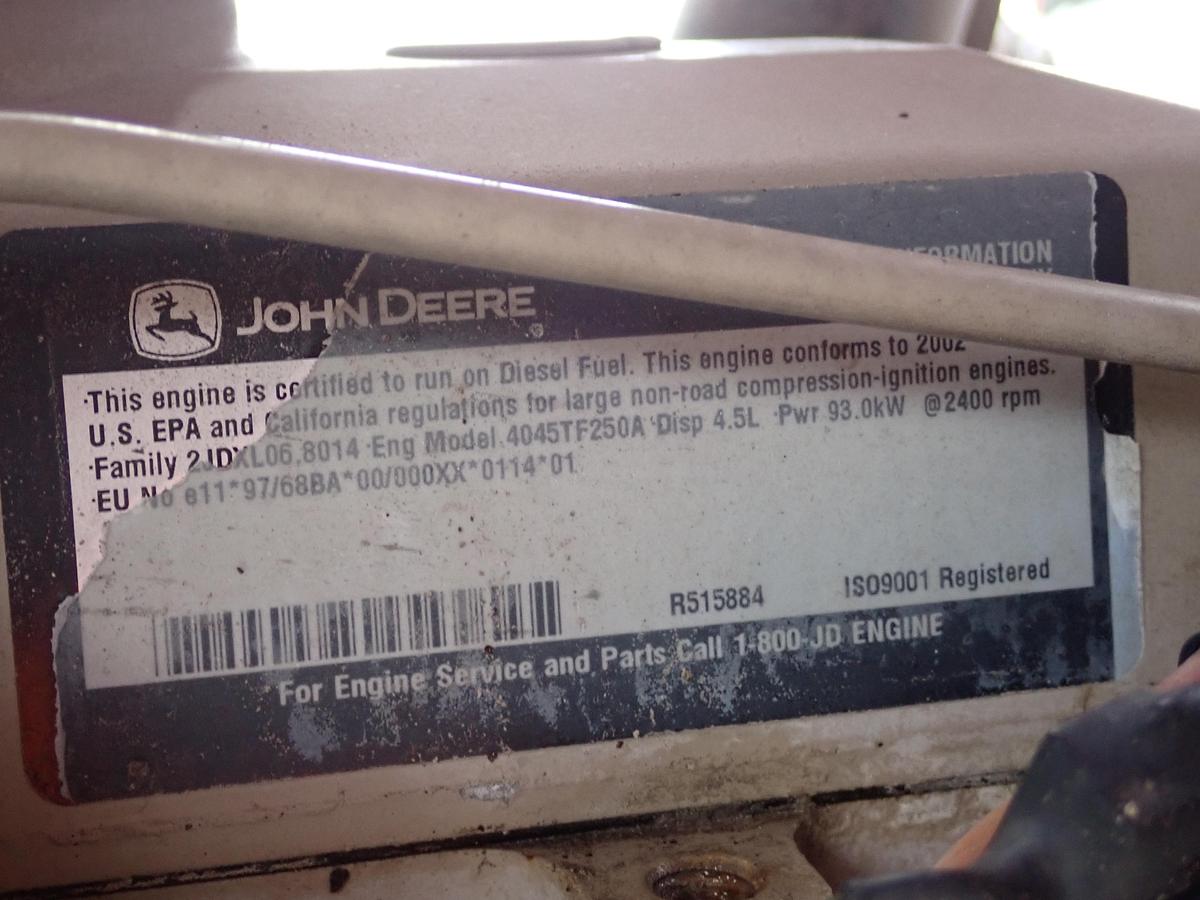 JOHN DEERE
·This engine is certified to run on Diesel Fuel. This engine conforms to 2002
U.S. EPA and California regulations for large non-road compression-ignition engines.
·Family 2JDXL06.8014 ·Eng Model 4045TF250A ·Disp 4.5L ·Pwr 93.0kW @2400 rpm
·EU No e11*97/68BA*00/000XX*0114*01
R515884 ISO9001 Registered
For Engine Service and Parts Call 1-800-JD ENGINE